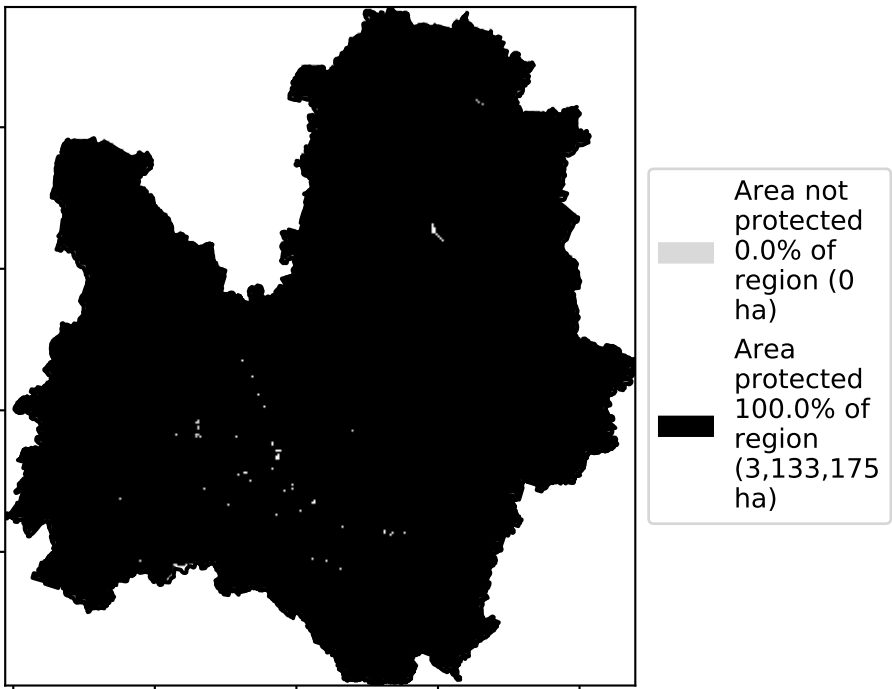 Area not
protected
0.0% of
region (0
ha)
Area
protected
100.0% of
region
(3,133,175
ha)